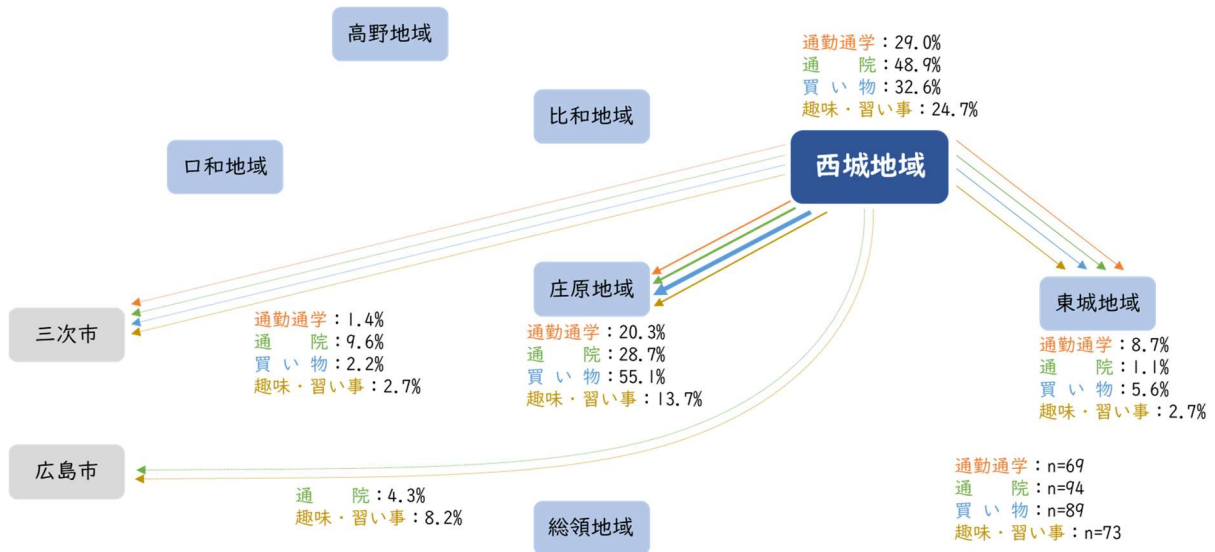 高野地域
通勤通学：29.0%
通　　院：48.9%
買 い 物：32.6%
趣味・習い事：24.7%
比和地域
口和地域
西城地域
庄原地域
東城地域
三次市
通勤通学：1.4%
通　　院：9.6%
買 い 物：2.2%
趣味・習い事：2.7%
通勤通学：20.3%
通　　院：28.7%
買 い 物：55.1%
趣味・習い事：13.7%
通勤通学：8.7%
通　　院：1.1%
買 い 物：5.6%
趣味・習い事：2.7%
広島市
通　　院：4.3%
趣味・習い事：8.2%
総領地域
通勤通学：n=69
通　　院：n=94
買 い 物：n=89
趣味・習い事：n=73